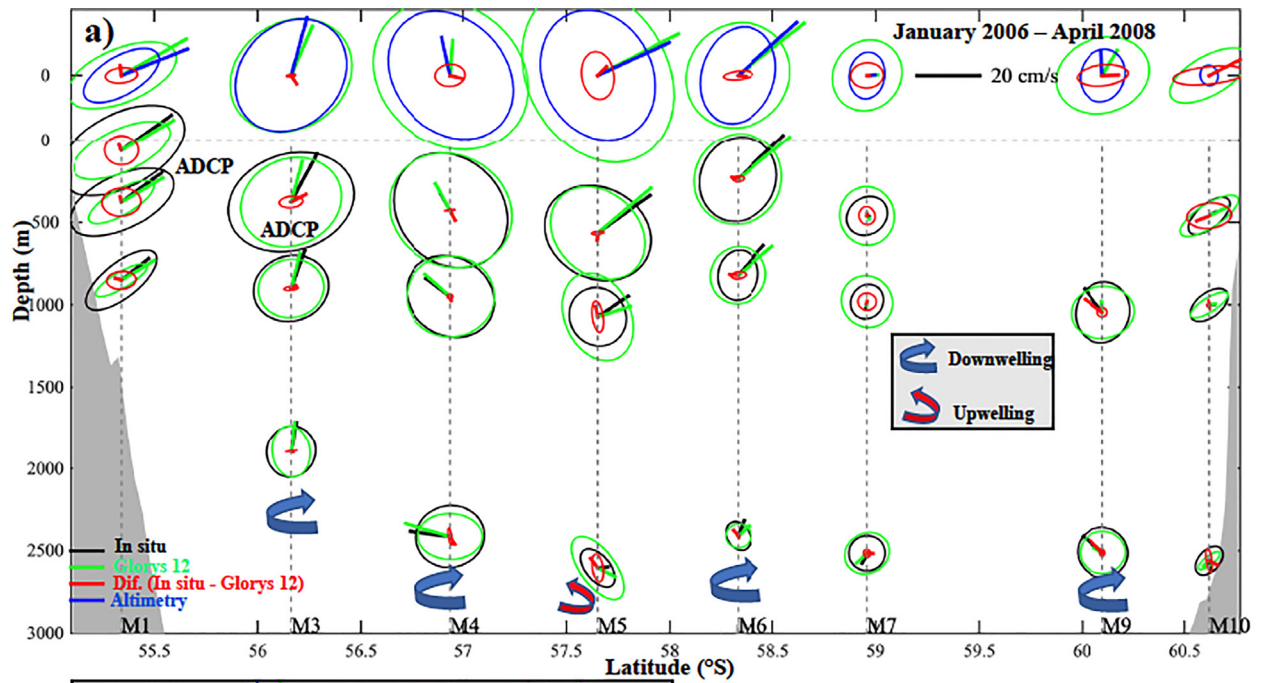 a)
January 2006 – April 2008
0
20 cm/s
0
ADCP
500
ADCP
Depth (m)
1000
Downwelling
1500
Upwelling
2000
In situ
2500
Glorys 12
Dif. (In situ - Glorys 12)
Altimetry
3000
M1 M3 M4 M5 M6 M7 M9 M10
55.5 56 56.5 57 57.5 58 58.5 59 59.5 60 60.5
Latitude (°S)